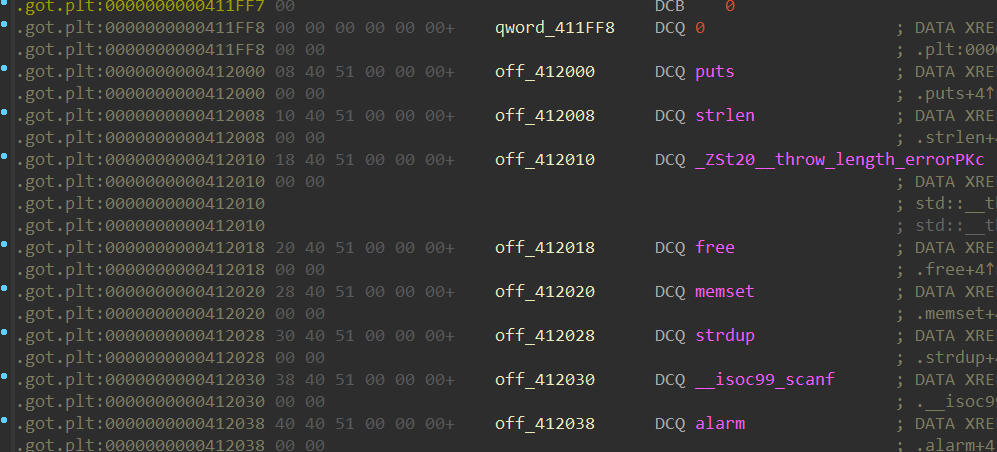 .got.plt:0000000000411FF7 00 DCB 0
.got.plt:0000000000411FF8 00 00 00 00 00 00+ qword_411FF8 DCQ 0 ; DATA XRE
.got.plt:0000000000411FF8 00 00 ; .plt:000
.got.plt:0000000000412000 08 40 51 00 00 00+ off_412000 DCQ puts ; DATA XRE
.got.plt:0000000000412000 00 00 ; .puts+4↑
.got.plt:0000000000412008 10 40 51 00 00 00+ off_412008 DCQ strlen ; DATA XRE
.got.plt:0000000000412008 00 00 ; .strlen+
.got.plt:0000000000412010 18 40 51 00 00 00+ off_412010 DCQ _ZSt20__throw_length_errorPKc
.got.plt:0000000000412010 00 00 ; DATA XRE
.got.plt:0000000000412010 ; std::__t
.got.plt:0000000000412010 ; std::__t
.got.plt:0000000000412018 20 40 51 00 00 00+ off_412018 DCQ free ; DATA XRE
.got.plt:0000000000412018 00 00 ; .free+4↑
.got.plt:0000000000412020 28 40 51 00 00 00+ off_412020 DCQ memset ; DATA XRE
.got.plt:0000000000412020 00 00 ; .memset+
.got.plt:0000000000412028 30 40 51 00 00 00+ off_412028 DCQ strdup ; DATA XRE
.got.plt:0000000000412028 00 00 ; .strdup+
.got.plt:0000000000412030 38 40 51 00 00 00+ off_412030 DCQ __isoc99_scanf ; DATA XRE
.got.plt:0000000000412030 00 00 ; .__isoc9
.got.plt:0000000000412038 40 40 51 00 00 00+ off_412038 DCQ alarm ; DATA XRE
.got.plt:0000000000412038 00 00 ; .alarm+4